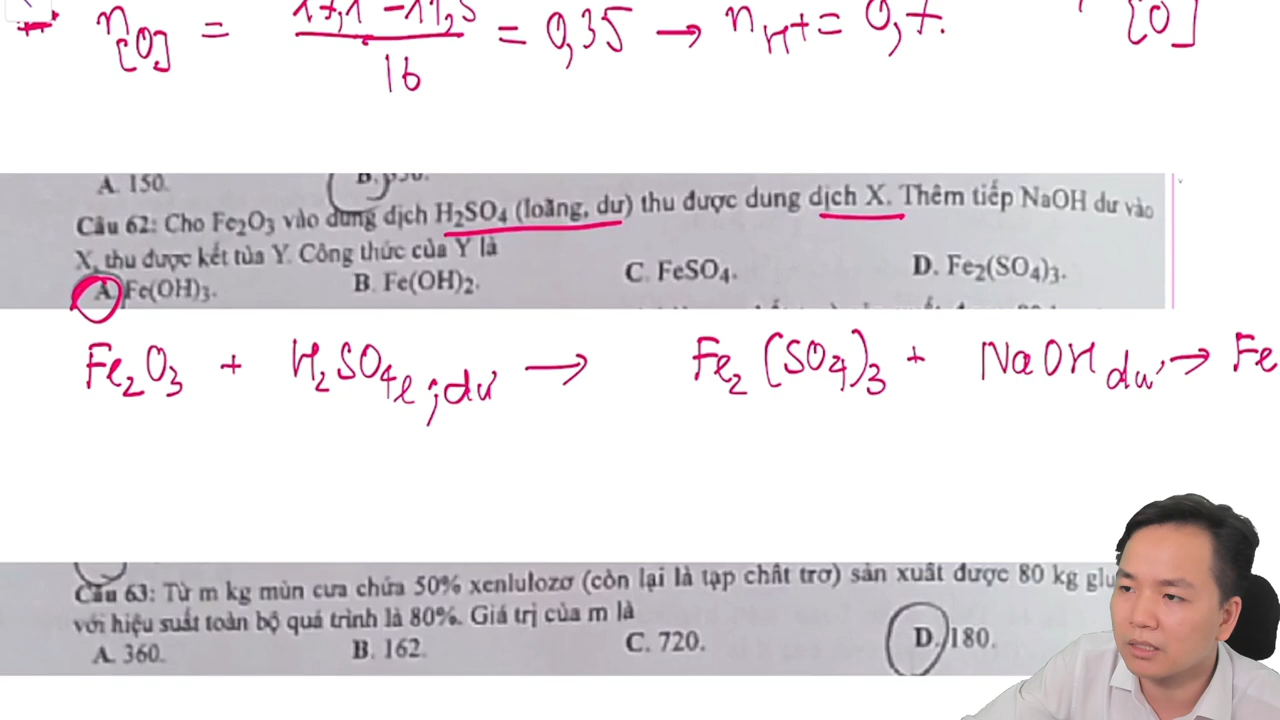 n[O] = 17,1 - 11,5 / 16 = 0,35 → nH+ = 0,7. [O]
A. 150.
Câu 62: Cho Fe2O3 vào dung dịch H2SO4 (loãng, dư) thu được dung dịch X. Thêm tiếp NaOH dư vào
X, thu được kết tủa Y. Công thức của Y là
A. Fe(OH)3. B. Fe(OH)2. C. FeSO4. D. Fe2(SO4)3.
Fe2O3 + H2SO4 l, dư → Fe2(SO4)3 + NaOH dư → Fe
Câu 63: Từ m kg mùn cưa chứa 50% xenlulozơ (còn lại là tạp chất trơ) sản xuất được 80 kg
với hiệu suất toàn bộ quá trình là 80%. Giá trị của m là
A. 360. B. 162. C. 720. D. 180.